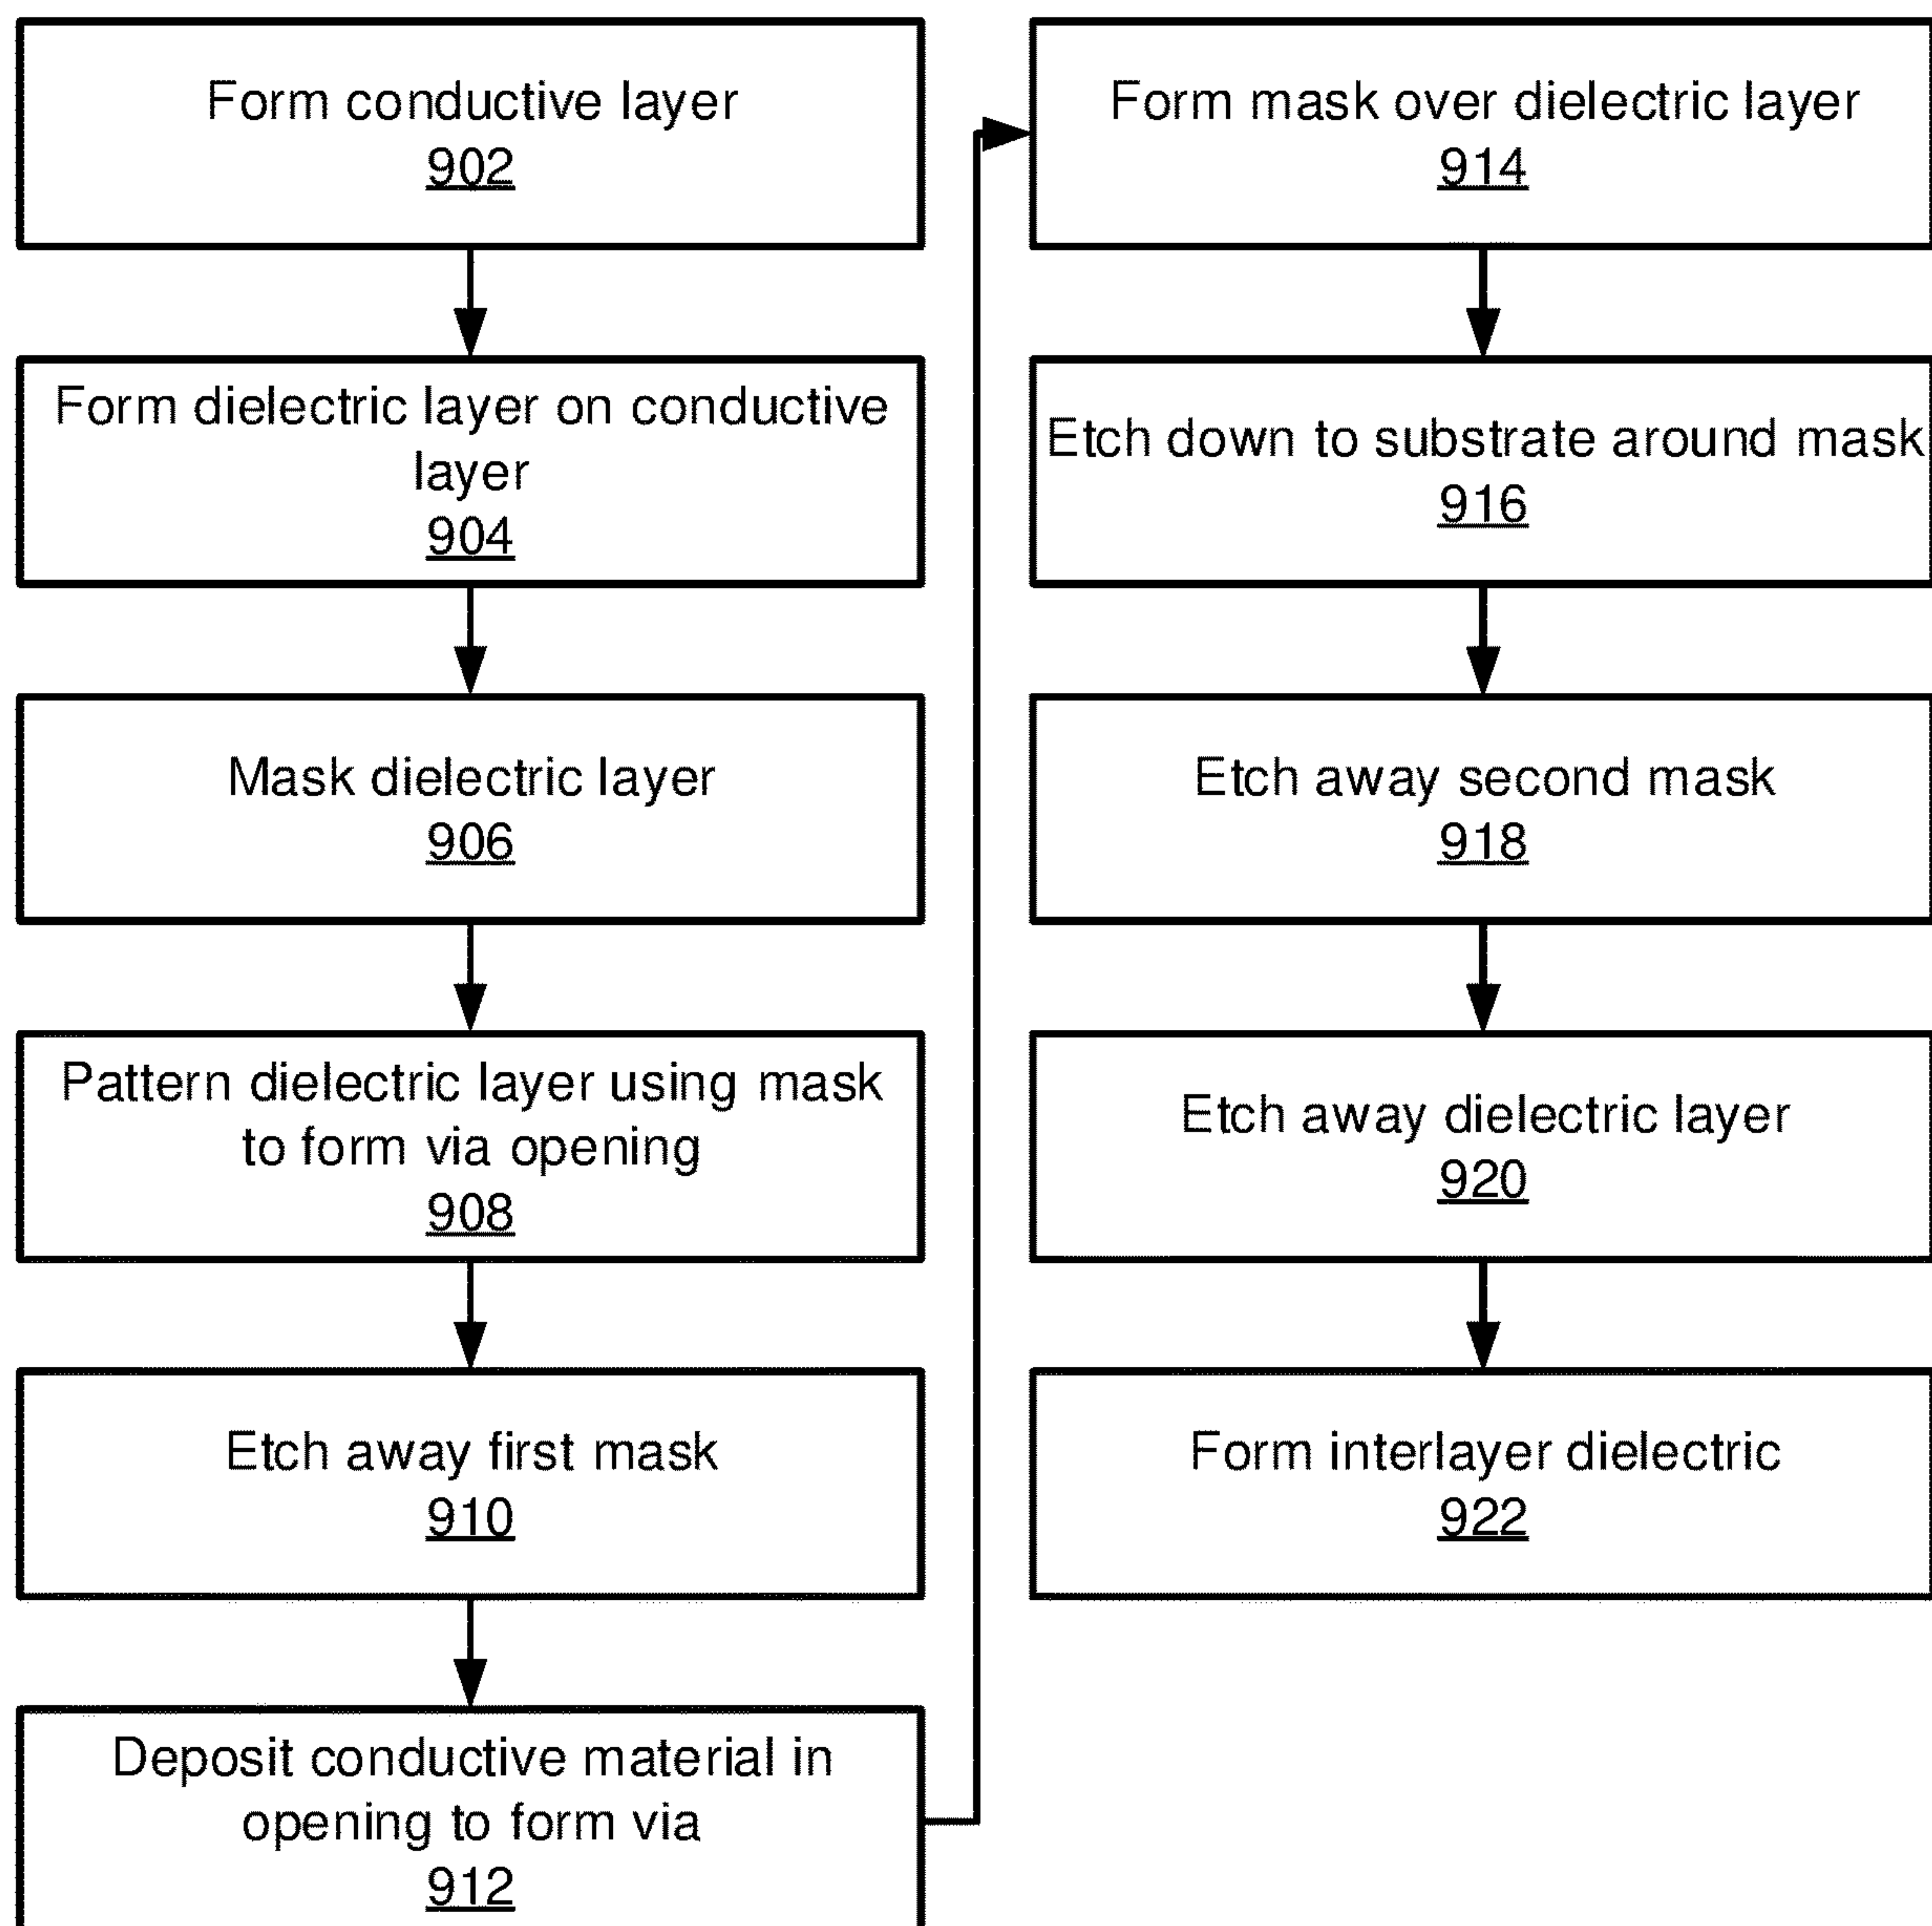 Form conductive layer
902
Form dielectric layer on conductive
layer
904
Mask dielectric layer
906
Pattern dielectric layer using mask
to form via opening
908
Etch away first mask
910
Deposit conductive material in
opening to form via
912
Form mask over dielectric layer
914
Etch down to substrate around mask
916
Etch away second mask
918
Etch away dielectric layer
920
Form interlayer dielectric
922